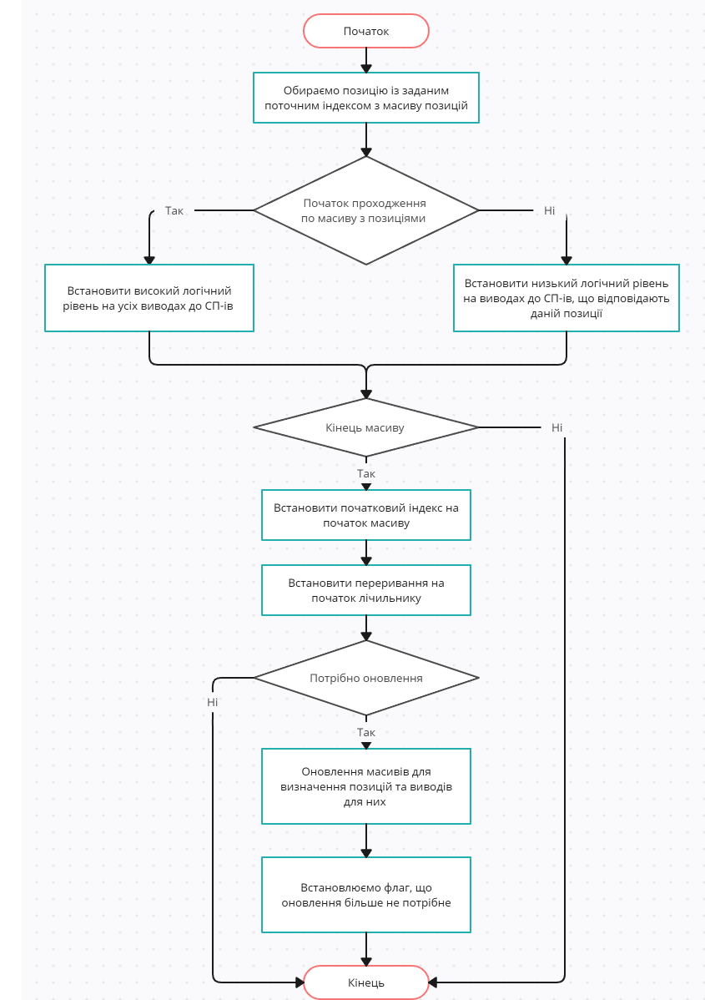 Початок
Обираємо позицію із заданим
поточним індексом з масиву позицій
Початок проходження
по масиву з позиціями
Так
Ні
Встановити високий логічний
рівень на усіх виводах до СП-ів
Встановити низький логічний рівень
на виводах до СП-ів, що відповідають
даній позиції
Кінець масиву
Ні
Так
Встановити початковий індекс на
початок масиву
Встановити переривання на
початок лічильнику
Потрібно оновлення
Ні
Так
Оновлення масивів для
визначення позицій та виводів
для них
Встановлюємо флаг, що
оновлення більше не потрібне
Кінець